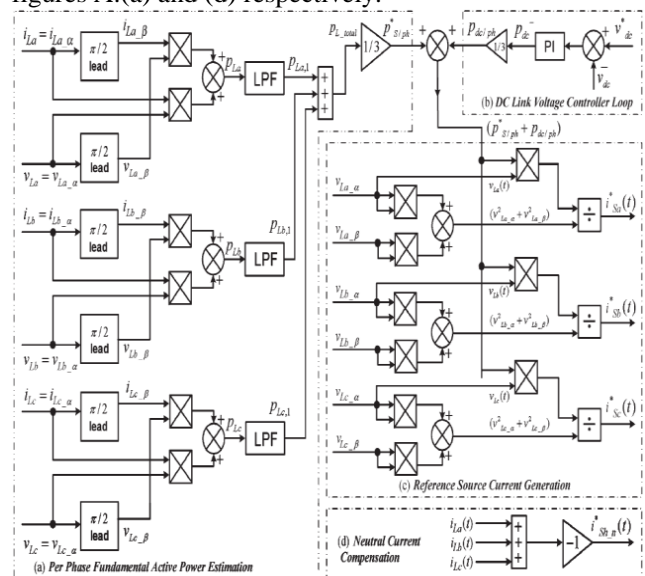 figures A.(a) and (d) respectively.
i_La = i_La_α
π/2
lead
i_La_β
p_La
LPF
p_La,1
π/2
lead
v_La_β
v_La = v_La_α
i_Lb = i_Lb_α
π/2
lead
i_Lb_β
p_Lb
LPF
p_Lb,1
π/2
lead
v_Lb_β
v_Lb = v_Lb_α
i_Lc = i_Lc_α
π/2
lead
i_Lc_β
p_Lc
LPF
p_Lc,1
π/2
lead
v_Lc_β
v_Lc = v_Lc_α
(a) Per Phase Fundamental Active Power Estimation
p_L_total
1/3
p*_S/ph
p_dc/ph
1/3
p_dc
PI
v*_dc
v_dc
(b) DC Link Voltage Controller Loop
(p*_S/ph + p_dc/ph)
v_La_α
v_La_β
v_La(t)
(v²_La_α + v²_La_β)
÷
i*_Sa(t)
v_Lb_α
v_Lb_β
v_Lb(t)
(v²_Lb_α + v²_Lb_β)
÷
i*_Sb(t)
v_Lc_α
v_Lc_β
v_Lc(t)
(v²_Lc_α + v²_Lc_β)
÷
i*_Sc(t)
(c) Reference Source Current Generation
(d) Neutral Current
Compensation
i_La(t)
i_Lb(t)
i_Lc(t)
-1
i*_Sh_n(t)